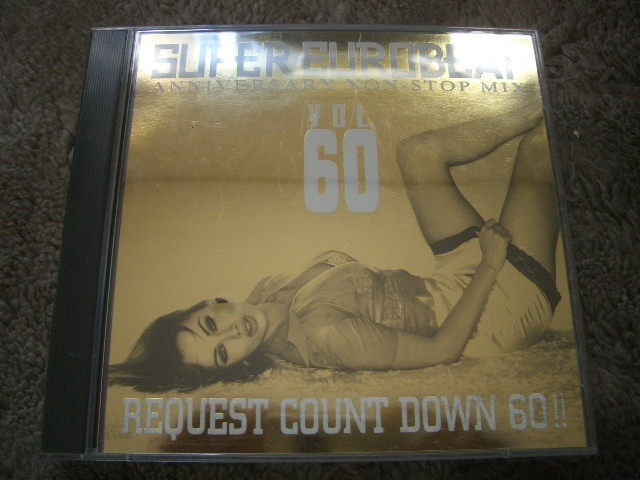 SUPER EUROBEAT
ANNIVERSARY NON-STOP MIX
VOL
60
REQUEST COUNT DOWN 60!!